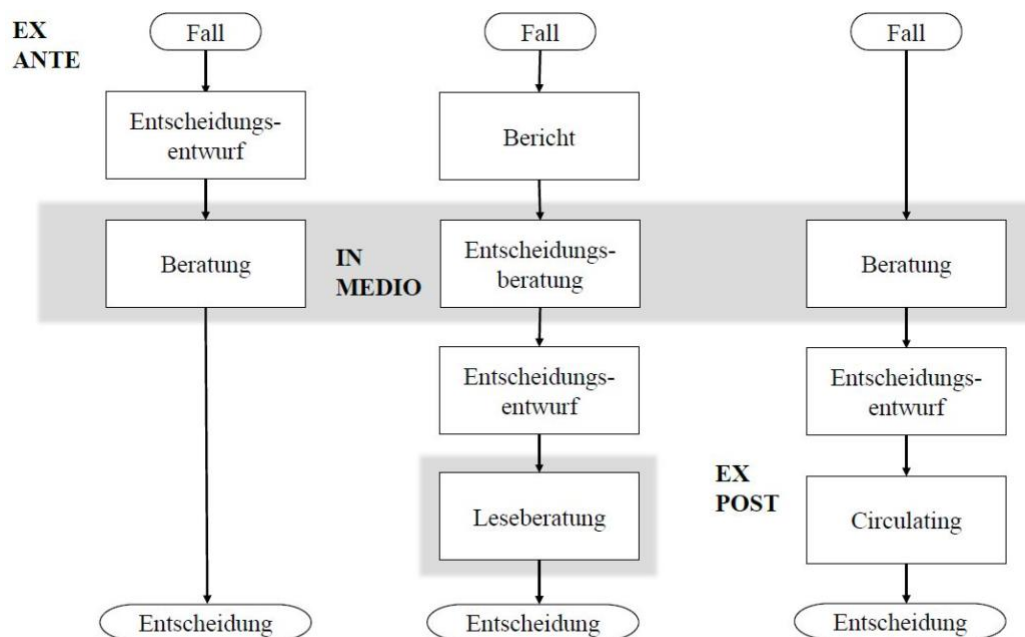 EX
ANTE
Fall
Entscheidungs-
entwurf
Beratung
Entscheidung
IN
MEDIO
Fall
Bericht
Entscheidungs-
beratung
Entscheidungs-
entwurf
Leseberatung
Entscheidung
EX
POST
Fall
Beratung
Entscheidungs-
entwurf
Circulating
Entscheidung